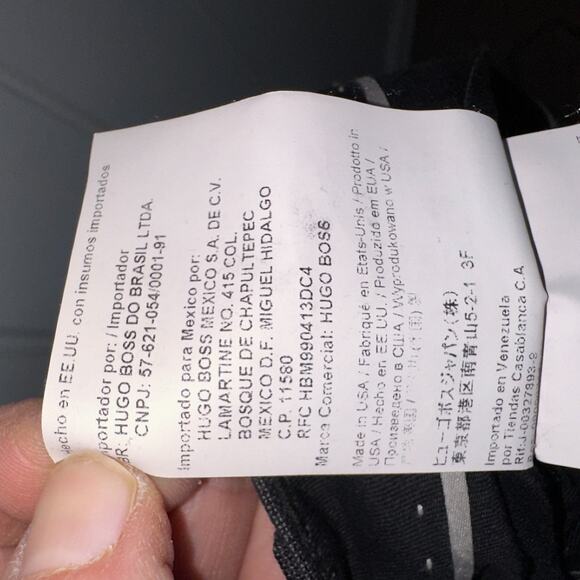 echo en EE.UU. con insumos importados
mportador por: / Importador
BR: HUGO BOSS DO BRASIL LTDA.
CNPJ: 57-621-054/0001-91
Importado para Mexico por:
HUGO BOSS MEXICO S.A. DE C.V.
LAMARTINE NO. 415 COL.
BOSQUE DE CHAPULTEPEC
MEXICO D.F. MIGUEL HIDALGO
C.P. 11580
RFC HBM990413DC4
Marca Comercial: HUGO BOSS
Made in USA / Fabriqué en Etats-Unis / Prodotto in
USA / Hecho en EE.UU. / Produzido em EUA /
Произведено в США / Wyprodukowano w USA /
ヒューゴボスジャパン(株)
東京都港区南青山5-2-1 3F
Importado en Venezuela
por Tiendas Casablanca C.A
Rif:J-09327393-8